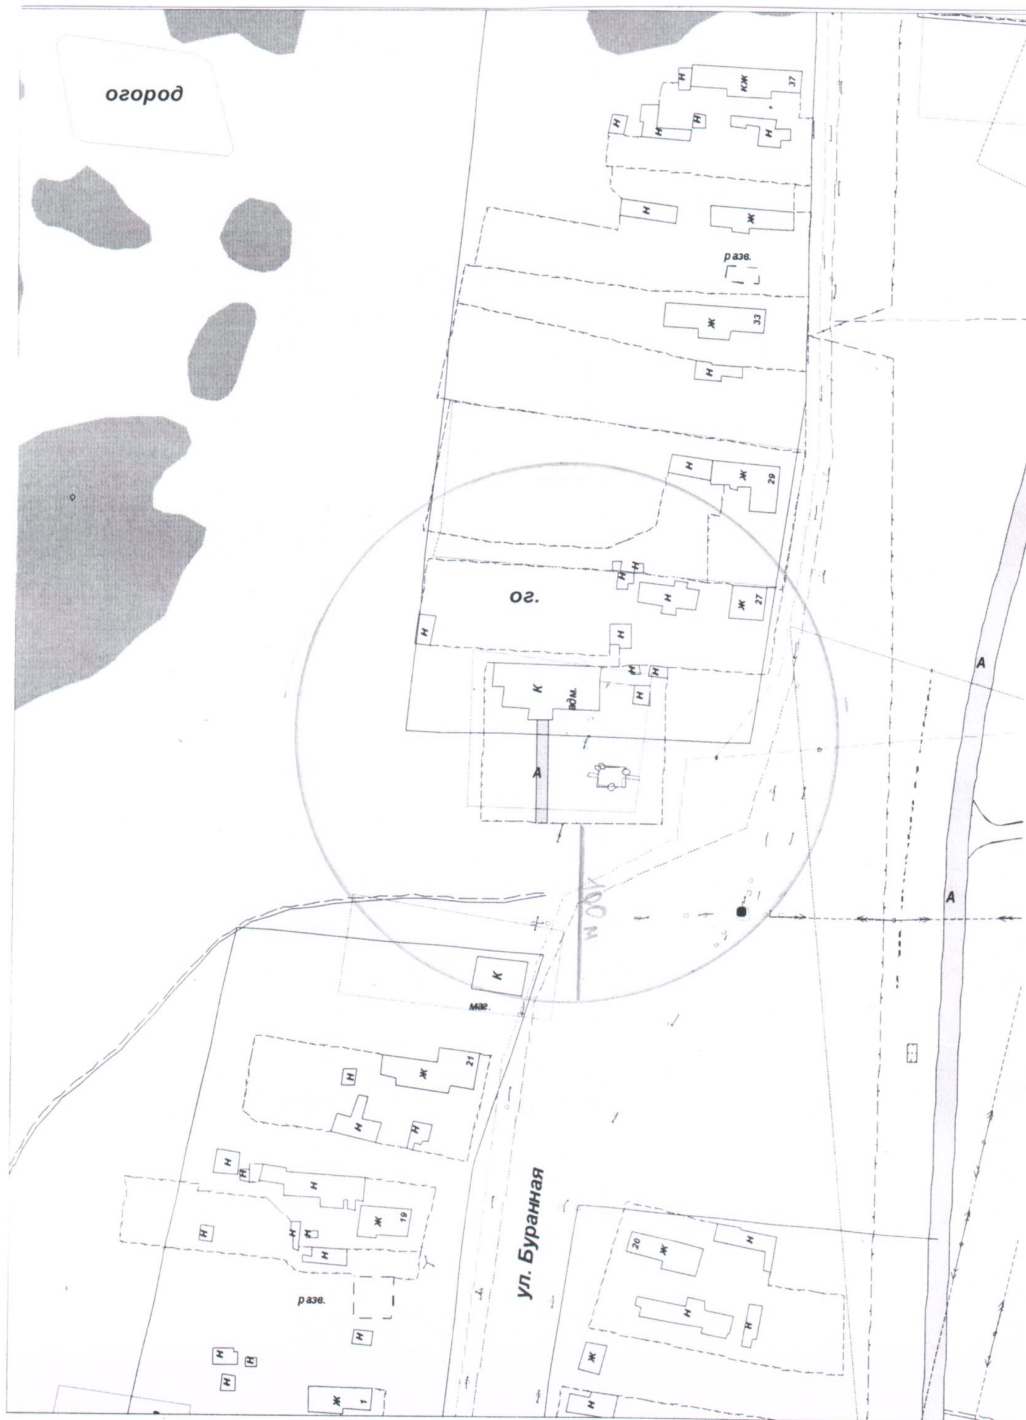 огород
Н
КЖ
37
Н
Н
Н
Н
Н
Ж
разв.
Ж
33
Н
Н
Ж
29
ог.
Н
Н
Н
Ж
27
Н
Н
К
адм.
Н
Н
Н
А
А
100 м
А
К
маг.
Н
Ж
21
Н
Н
Н
Н
Н
ул. Буранная
Н
Н
Н
Н
Ж
19
20
Ж
Н
разв.
Н
Н
Н
Н
Н
Н
Ж
Ж
1
Н